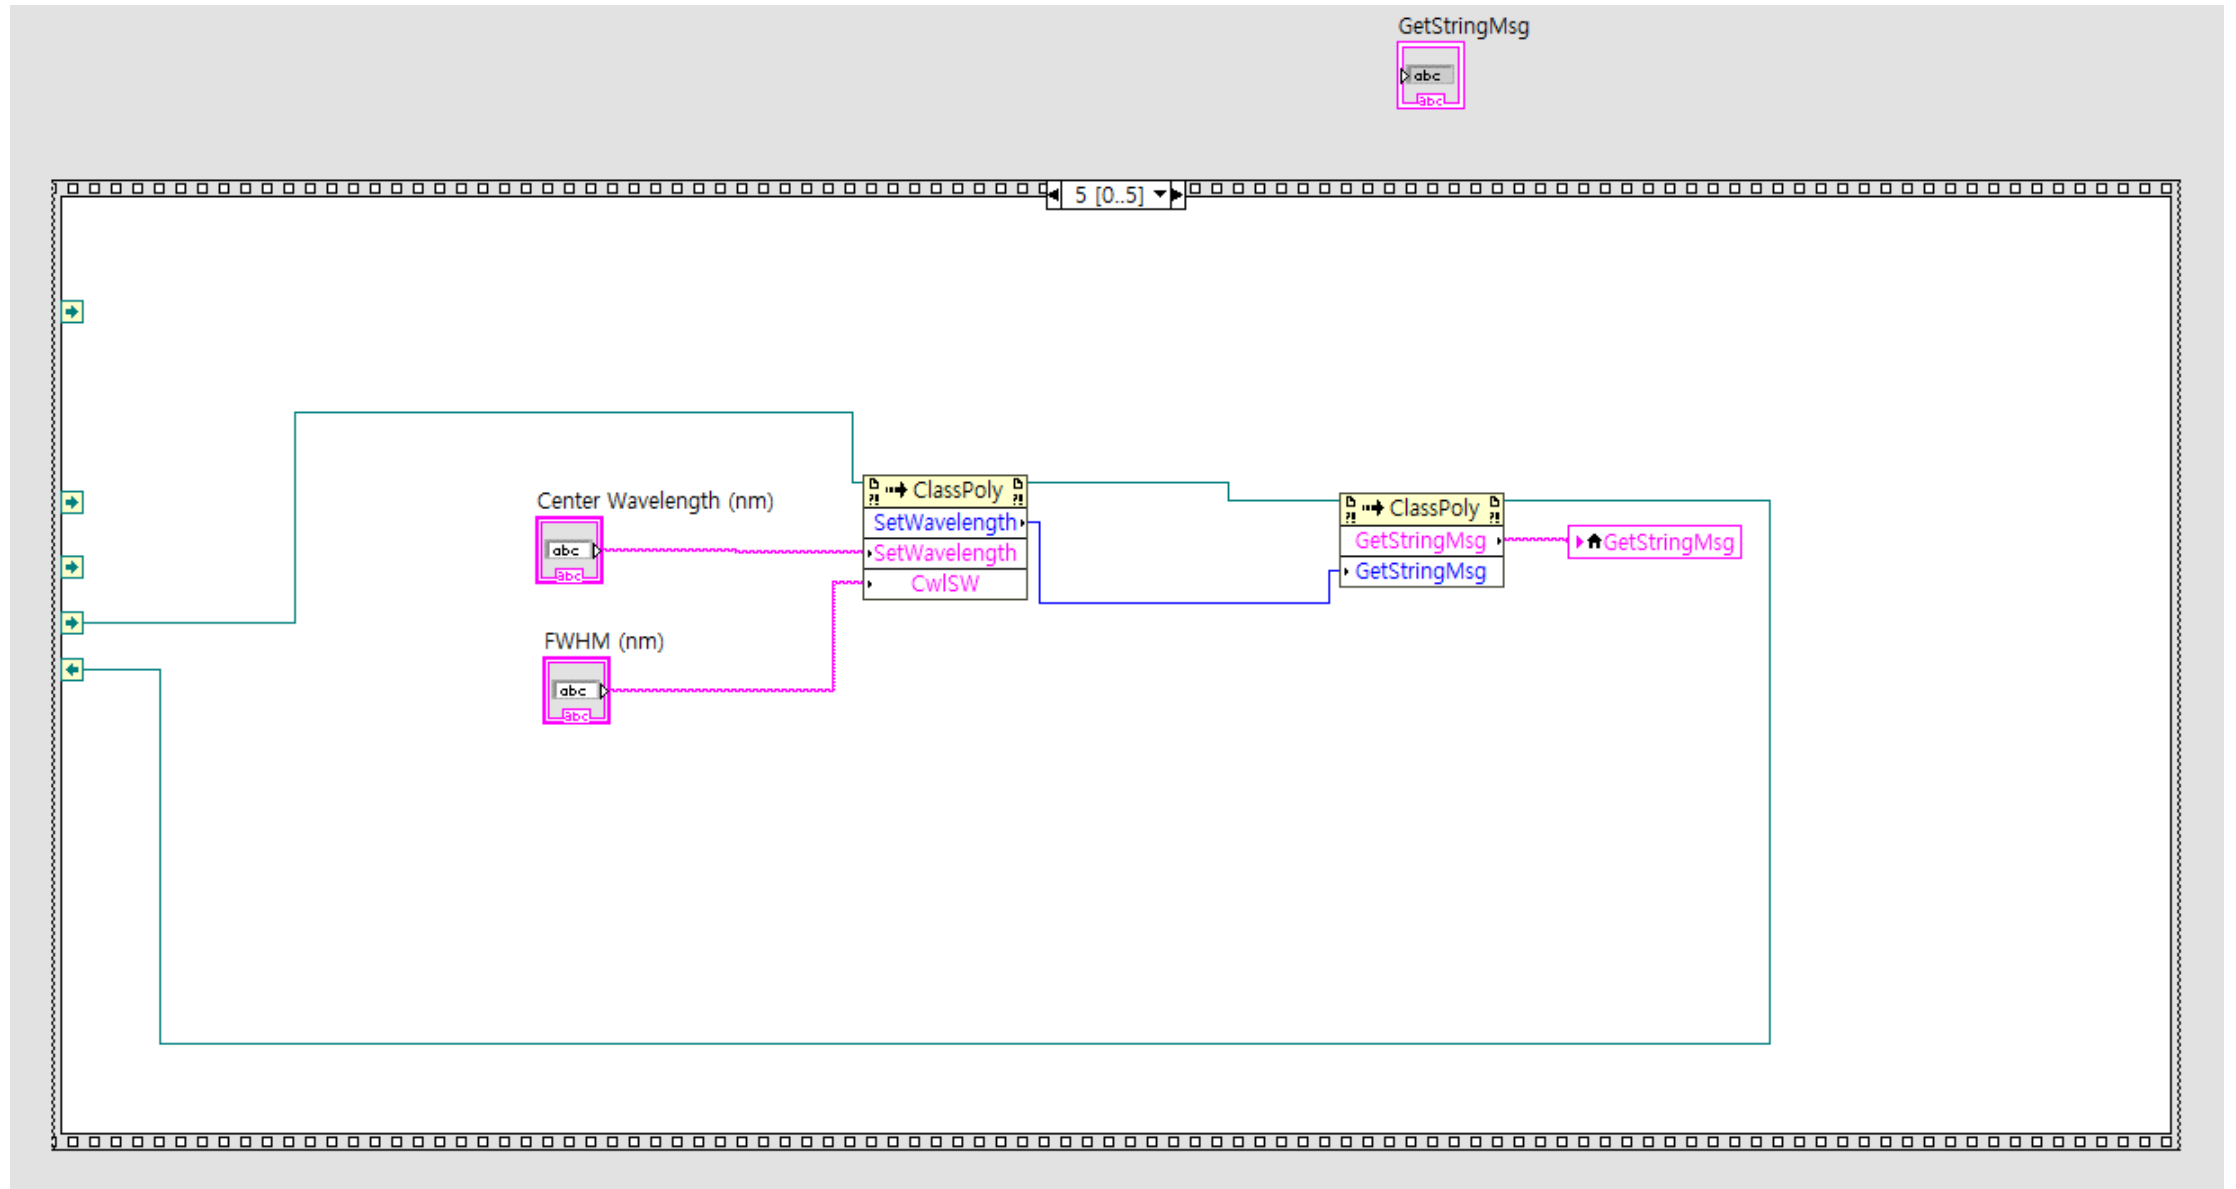 GetStringMsg
abc
abc
5 [0..5]
Center Wavelength (nm)
abc
abc
ClassPoly
SetWavelength
SetWavelength
CwlSW
ClassPoly
GetStringMsg
GetStringMsg
GetStringMsg
FWHM (nm)
abc
abc